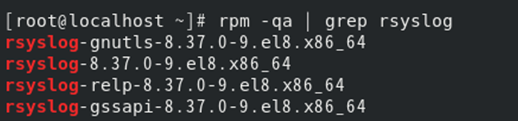 [root@localhost ~]# rpm -qa | grep rsyslog
rsyslog-gnutls-8.37.0-9.el8.x86_64
rsyslog-8.37.0-9.el8.x86_64
rsyslog-relp-8.37.0-9.el8.x86_64
rsyslog-gssapi-8.37.0-9.el8.x86_64